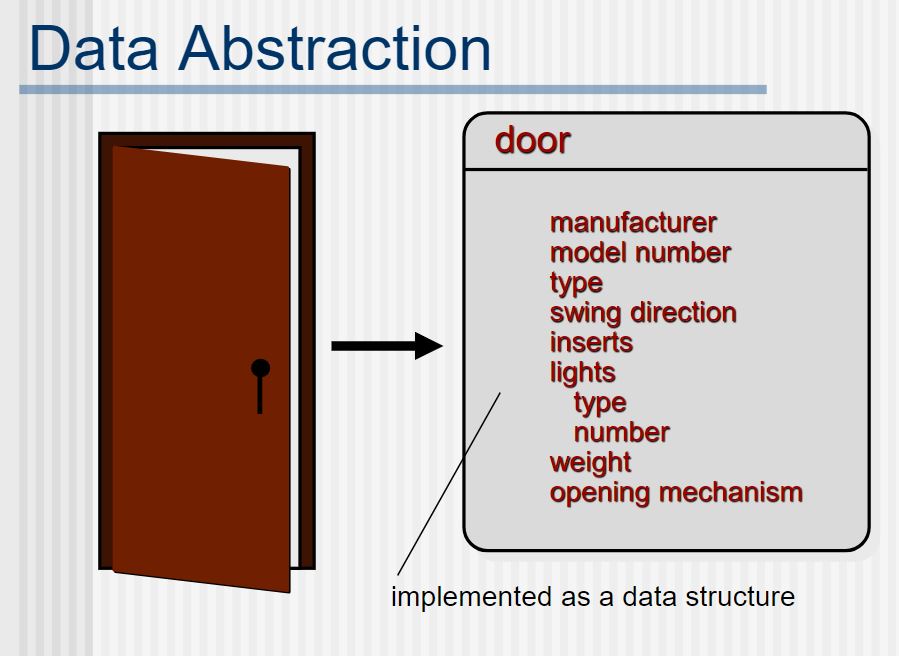 Data Abstraction
door
manufacturer
model number
type
swing direction
inserts
lights
type
number
weight
opening mechanism
implemented as a data structure